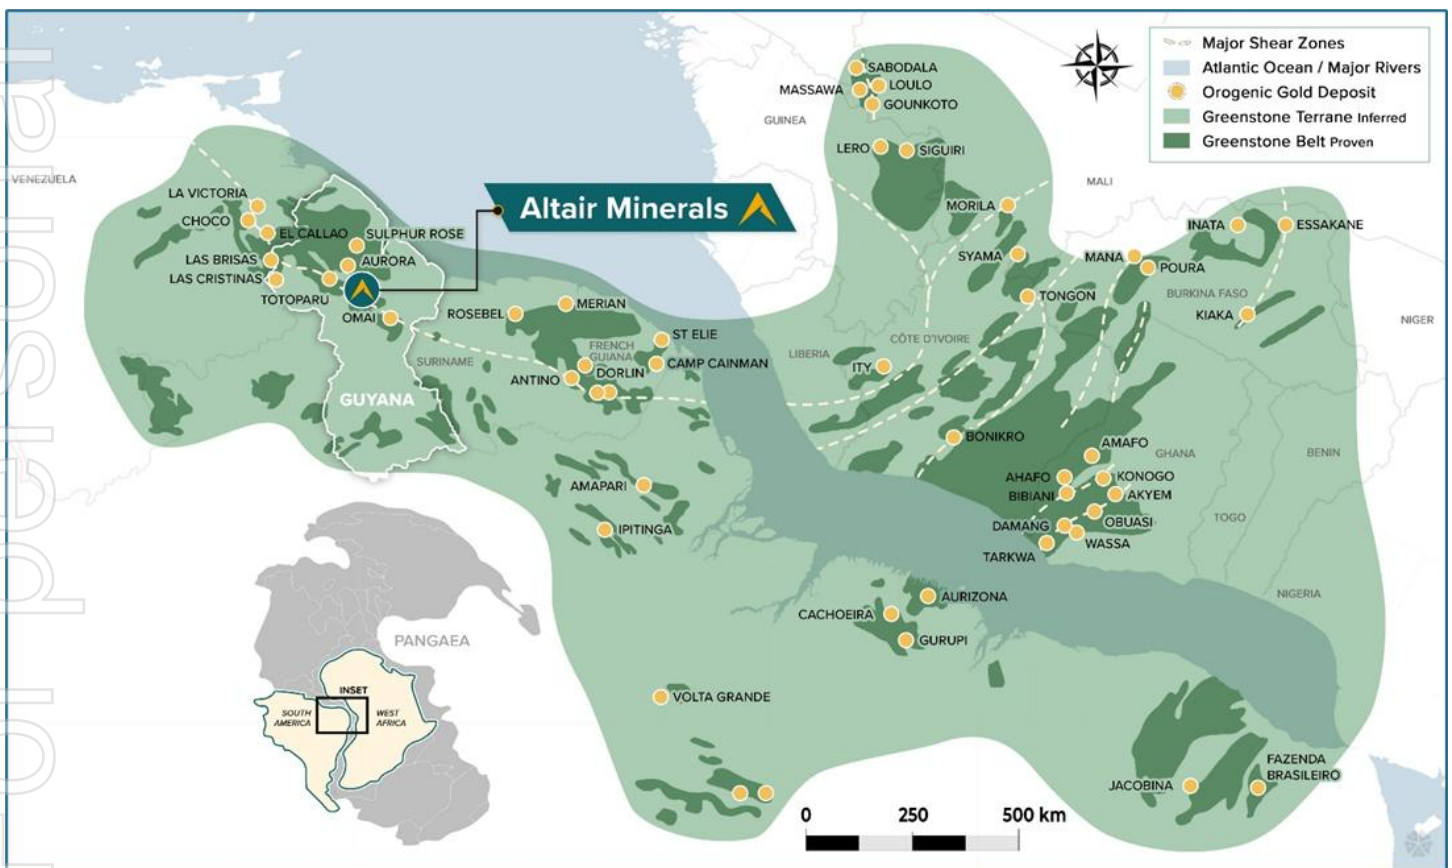 or personal
Major Shear Zones
Atlantic Ocean / Major Rivers
Orogenic Gold Deposit
Greenstone Terrane Inferred
Greenstone Belt Proven
SABODALA
MASSAWA
LOULO
GOUNKOTO
GUINEA
LERO
SIGUIRI
VENEZUELA
MALI
LA VICTORIA
CHOCO
EL CALLAO
SULPHUR ROSE
LAS BRISAS
AURORA
LAS CRISTINAS
TOTOPARU
OMAI
Altair Minerals
MORILA
INATA
ESSAKANE
SYAMA
MANA
POURA
TONGON
BURKINA FASO
KIAKA
NIGER
ROSEBEL
MERIAN
ST ELIE
FRENCH
GUIANA
CAMP CAINMAN
SURINAME
ANTINO
DORLIN
GUYANA
LIBERIA
CÔTE D'IVOIRE
ITY
BONIKRO
AMAFO
GHANA
BENIN
AHAFO
KONOGO
BIBIANI
AKYEM
AMAPARI
IPITINGA
DAMANG
OBUASI
TOGO
TARKWA
WASSA
NIGERIA
AURIZONA
CACHOEIRA
GURUPI
PANGAEA
INSET
SOUTH
AMERICA
WEST
AFRICA
VOLTA GRANDE
JACOBINA
FAZENDA
BRASILEIRO
0 250 500 km